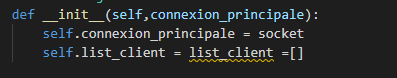 def __init__(self,connexion_principale):
self.connexion_principale = socket
self.list_client = list_client =[]